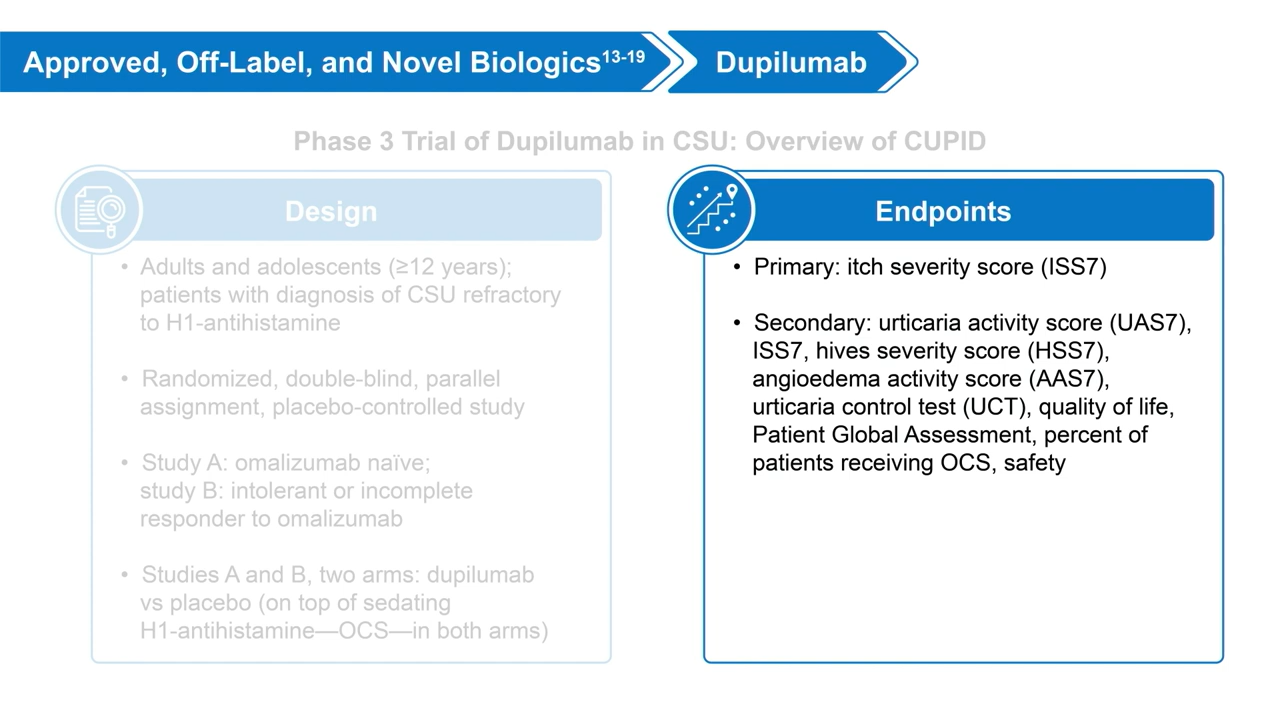 Approved, Off-Label, and Novel Biologics13-19
Dupilumab
Phase 3 Trial of Dupilumab in CSU: Overview of CUPID
Design
• Adults and adolescents (≥12 years);
patients with diagnosis of CSU refractory
to H1-antihistamine
• Randomized, double-blind, parallel
assignment, placebo-controlled study
• Study A: omalizumab naïve;
study B: intolerant or incomplete
responder to omalizumab
• Studies A and B, two arms: dupilumab
vs placebo (on top of sedating
H1-antihistamine—OCS—in both arms)
Endpoints
• Primary: itch severity score (ISS7)
• Secondary: urticaria activity score (UAS7),
ISS7, hives severity score (HSS7),
angioedema activity score (AAS7),
urticaria control test (UCT), quality of life,
Patient Global Assessment, percent of
patients receiving OCS, safety